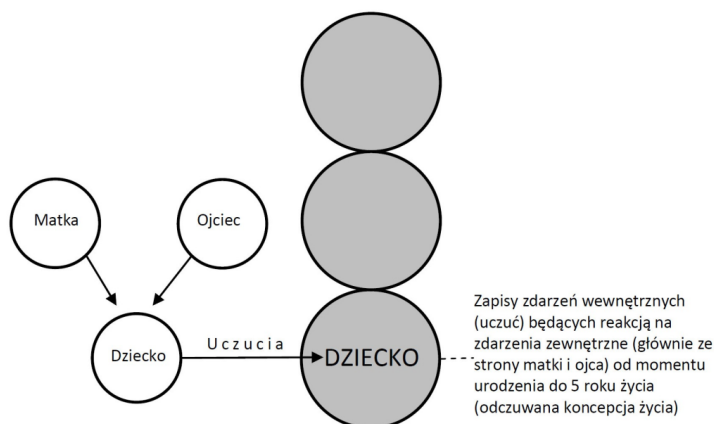 Matka
Ojciec
Dziecko
Uczucia
DZIECKO
Zapisy zdarzeń wewnętrznych
(uczuć) będących reakcją na
zdarzenia zewnętrzne (głównie ze
strony matki i ojca) od momentu
urodzenia do 5 roku życia
(odczuwana koncepcja życia)